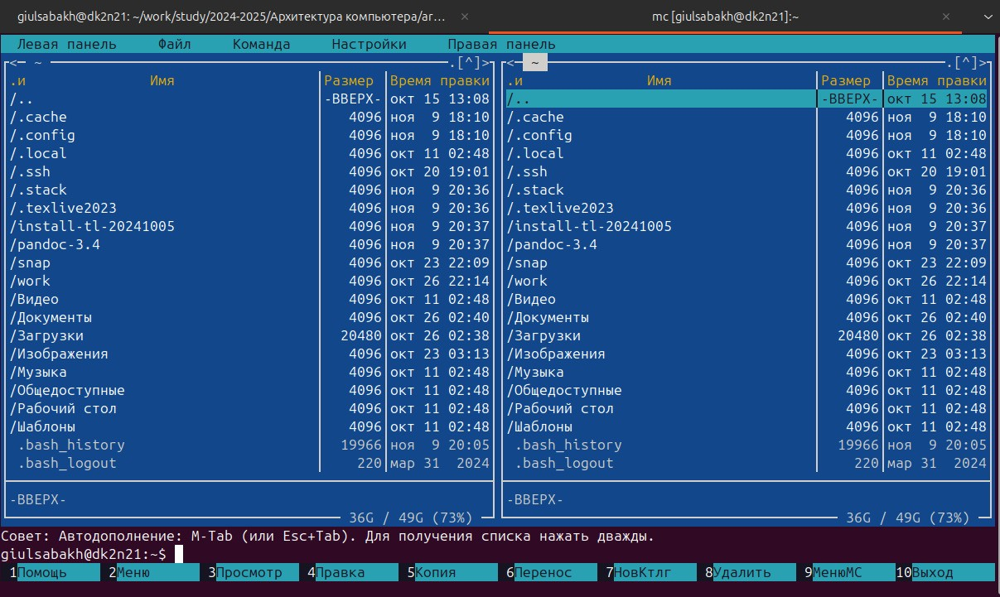 giulsabakh@dk2n21: ~/work/study/2024-2025/Архитектура компьютера/ar… × mc [giulsabakh@dk2n21]:~ ×
Левая панель Файл Команда Настройки Правая панель
<— ~ .[^]> <— ~ .[^]>
.и Имя Размер Время правки .и Имя Размер Время правки
/.. -ВВЕРХ- окт 15 13:08 /.. -ВВЕРХ- окт 15 13:08
/.cache 4096 ноя 9 18:10 /.cache 4096 ноя 9 18:10
/.config 4096 ноя 9 18:10 /.config 4096 ноя 9 18:10
/.local 4096 окт 11 02:48 /.local 4096 окт 11 02:48
/.ssh 4096 окт 20 19:01 /.ssh 4096 окт 20 19:01
/.stack 4096 ноя 9 20:36 /.stack 4096 ноя 9 20:36
/.texlive2023 4096 ноя 9 20:36 /.texlive2023 4096 ноя 9 20:36
/install-tl-20241005 4096 ноя 9 20:37 /install-tl-20241005 4096 ноя 9 20:37
/pandoc-3.4 4096 ноя 9 20:37 /pandoc-3.4 4096 ноя 9 20:37
/snap 4096 окт 23 22:09 /snap 4096 окт 23 22:09
/work 4096 окт 26 22:14 /work 4096 окт 26 22:14
/Видео 4096 окт 11 02:48 /Видео 4096 окт 11 02:48
/Документы 4096 окт 26 02:40 /Документы 4096 окт 26 02:40
/Загрузки 20480 окт 26 02:38 /Загрузки 20480 окт 26 02:38
/Изображения 4096 окт 23 03:13 /Изображения 4096 окт 23 03:13
/Музыка 4096 окт 11 02:48 /Музыка 4096 окт 11 02:48
/Общедоступные 4096 окт 11 02:48 /Общедоступные 4096 окт 11 02:48
/Рабочий стол 4096 окт 11 02:48 /Рабочий стол 4096 окт 11 02:48
/Шаблоны 4096 окт 11 02:48 /Шаблоны 4096 окт 11 02:48
.bash_history 19966 ноя 9 20:05 .bash_history 19966 ноя 9 20:05
.bash_logout 220 мар 31 2024 .bash_logout 220 мар 31 2024
-ВВЕРХ- -ВВЕРХ-
36G / 49G (73%) 36G / 49G (73%)
Совет: Автодополнение: M-Tab (или Esc+Tab). Для получения списка нажать дважды.
giulsabakh@dk2n21:~$
1Помощь 2Меню 3Просмотр 4Правка 5Копия 6Перенос 7НовКтлг 8Удалить 9МенюMC 10Выход